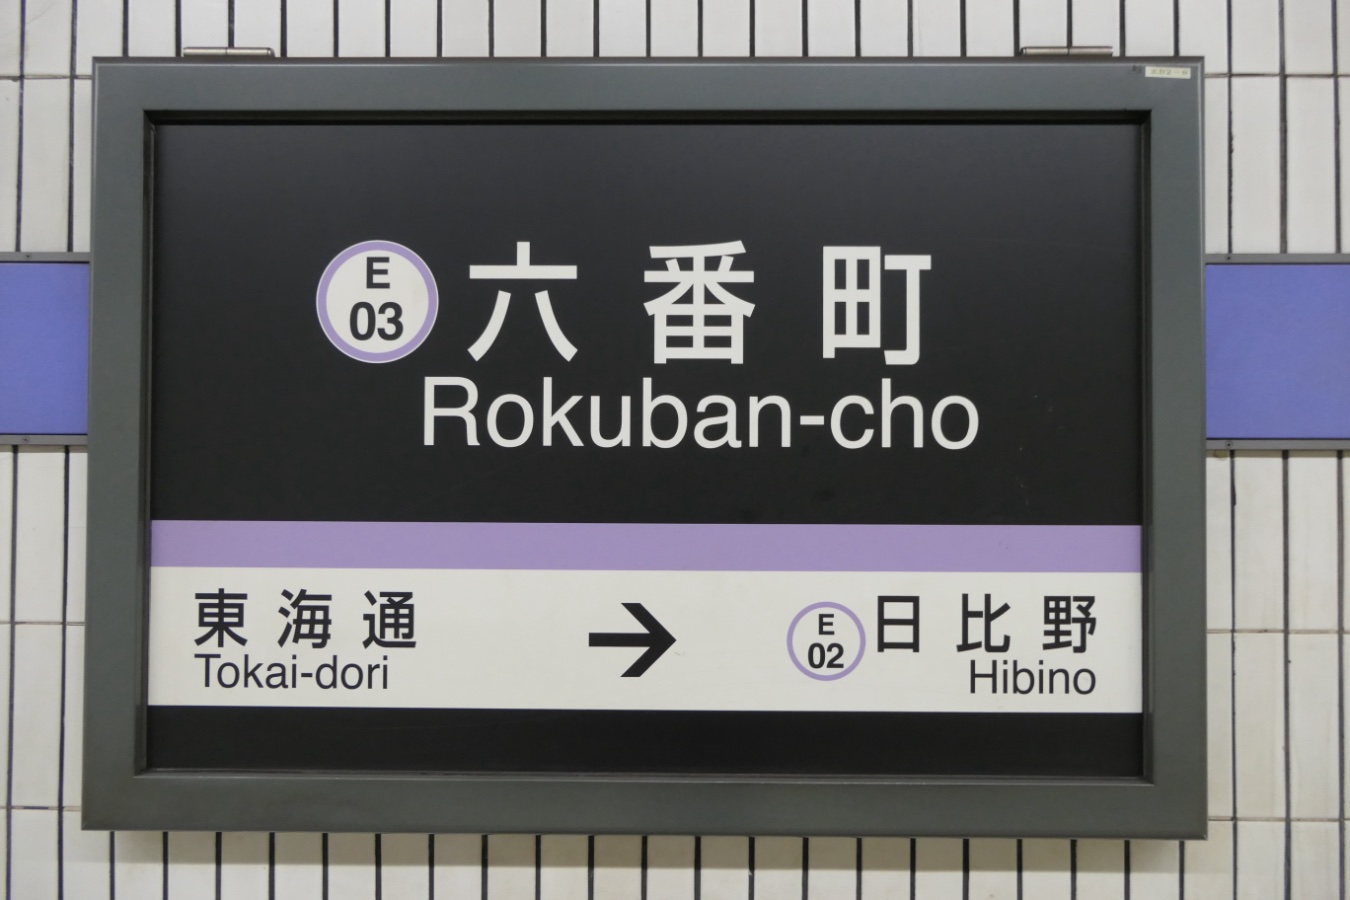 E
03
六番町
Rokuban-cho
東海通
Tokai-dori
→
E
02
日比野
Hibino